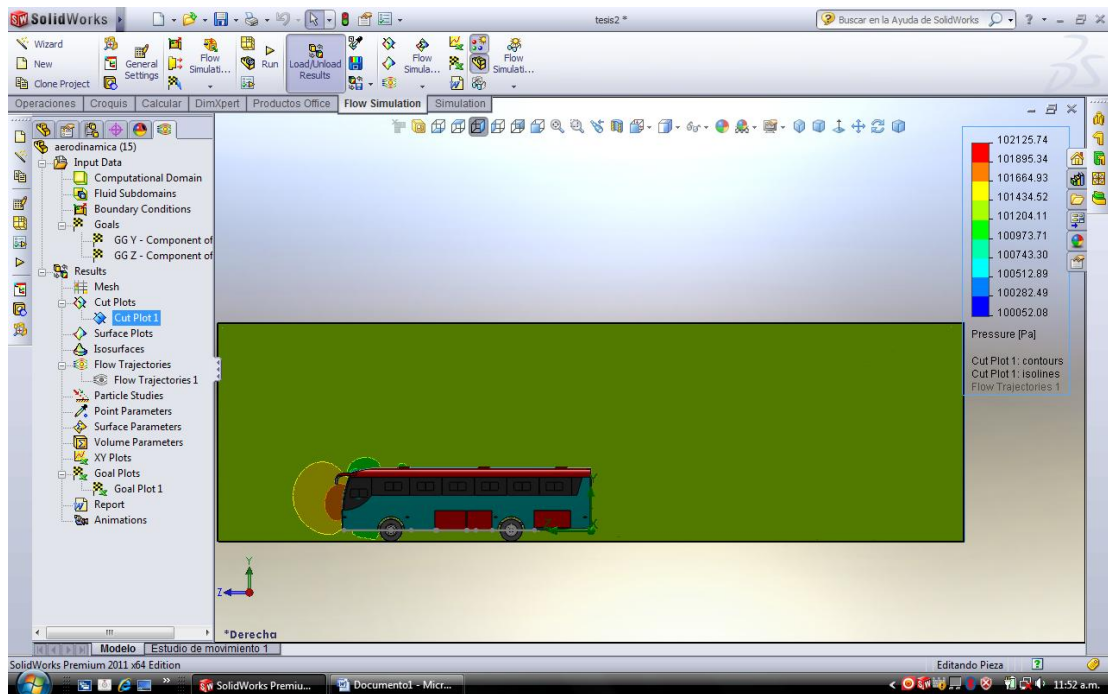 SolidWorks
tesis2 *
Buscar en la Ayuda de SolidWorks
Wizard
New
Clone Project
General Settings
Flow Simulati...
Run
Load/Unload Results
Flow Simula...
Flow Simulati...
Operaciones
Croquis
Calcular
DimXpert
Productos Office
Flow Simulation
Simulation
aerodinamica (15)
Input Data
Computational Domain
Fluid Subdomains
Boundary Conditions
Goals
GG Y - Component of
GG Z - Component of
Results
Mesh
Cut Plots
Cut Plot 1
Surface Plots
Isosurfaces
Flow Trajectories
Flow Trajectories 1
Particle Studies
Point Parameters
Surface Parameters
Volume Parameters
XY Plots
Goal Plots
Goal Plot 1
Report
Animations
102125.74
101895.34
101664.93
101434.52
101204.11
100973.71
100743.30
100512.89
100282.49
100052.08
Pressure [Pa]
Cut Plot 1: contours
Cut Plot 1: isolines
Flow Trajectories 1
Y
Z
*Derecha
Modelo
Estudio de movimiento 1
SolidWorks Premium 2011 x64 Edition
Editando Pieza
SolidWorks Premiu...
Documento1 - Micr...
11:52 a.m.